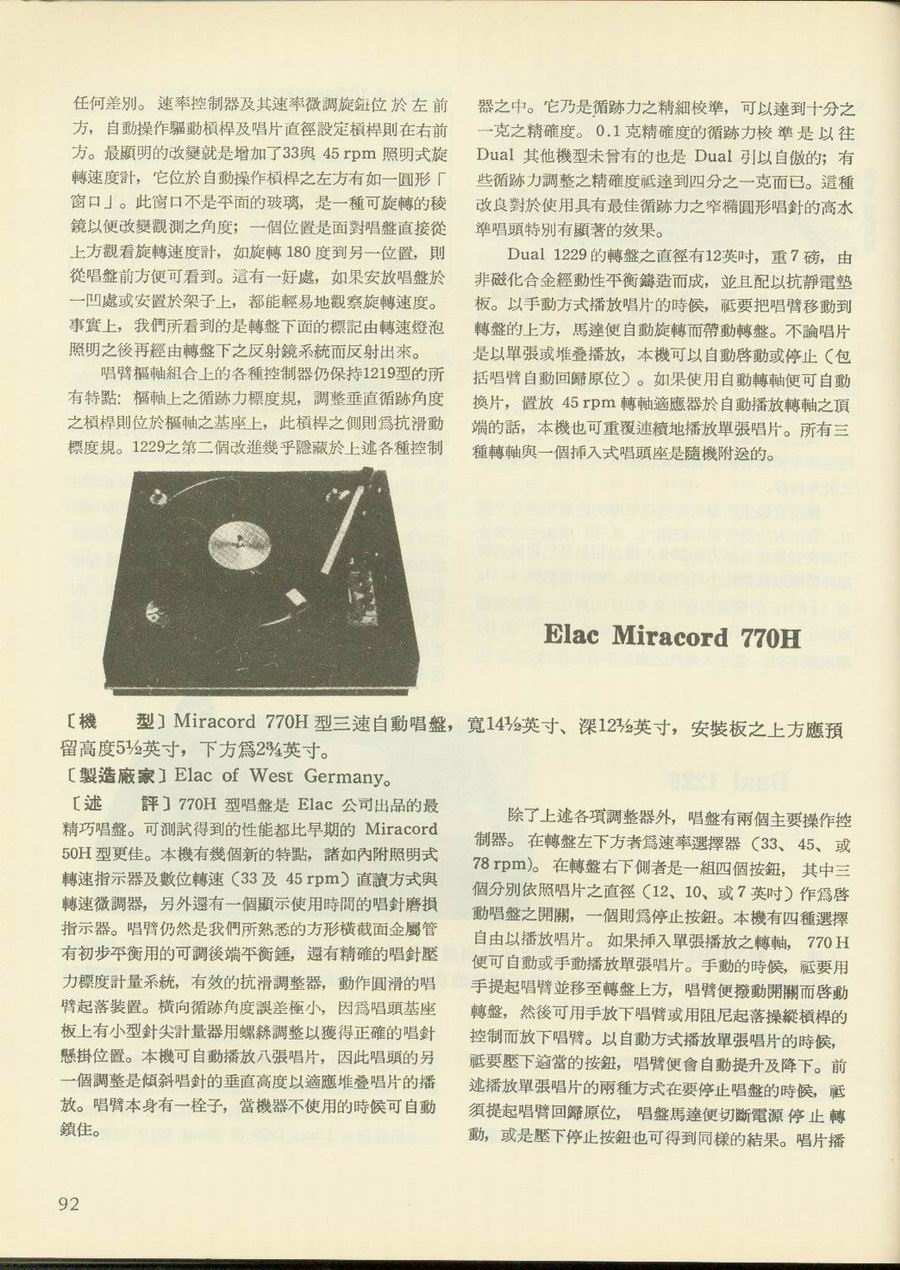 任何差別。速率控制器及其速率微調旋鈕位於左前
方，自動操作驅動槓桿及唱片直徑設定槓桿則在右前
方。最顯明的改變就是增加了33與 45 rpm 照明式旋
轉速度計，它位於自動操作槓桿之左方有如一圓形「
窗口」。此窗口不是平面的玻璃，是一種可旋轉的稜
鏡以便改變觀測之角度；一個位置是面對唱盤直接從
上方觀看旋轉速度計，如旋轉 180 度到另一位置，則
從唱盤前方便可看到。這有一好處，如果安放唱盤於
一凹處或安置於架子上，都能輕易地觀察旋轉速度。
事實上，我們所看到的是轉盤下面的標記由轉速燈泡
照明之後再經由轉盤下之反射鏡系統而反射出來。
唱臂樞軸組合上的各種控制器仍保持1219型的所
有特點：樞軸上之循跡力標度規，調整垂直循跡角度
之槓桿則位於樞軸之基座上，此槓桿之側則爲抗滑動
標度規。1229之第二個改進幾乎隱藏於上述各種控制
器之中。它乃是循跡力之精細校準，可以達到十分之
一克之精確度。0.1 克精確度的循跡力校準是以往
Dual 其他機型未曾有的也是 Dual 引以自傲的；有
些循跡力調整之精確度祗達到四分之一克而已。這種
改良對於使用具有最佳循跡力之窄橢圓形唱針的高水
準唱頭特別有顯著的效果。
Dual 1229 的轉盤之直徑有12英吋，重 7 磅，由
非磁化合金經動性平衡鑄造而成，並且配以抗靜電墊
板。以手動方式播放唱片的時候，祗要把唱臂移動到
轉盤的上方，馬達便自動旋轉而帶動轉盤。不論唱片
是以單張或堆叠播放，本機可以自動啓動或停止（包
括唱臂自動回歸原位）。如果使用自動轉軸便可自動
換片，置放 45 rpm 轉軸適應器於自動播放轉軸之頂
端的話，本機也可重覆連續地播放單張唱片。所有三
種轉軸與一個挿入式唱頭座是隨機附送的。
Elac Miracord 770H
〔機　型〕Miracord 770H 型三速自動唱盤，寬14½英寸、深12½英寸，安裝板之上方應預
留高度5½英寸，下方爲2¾英寸。
〔製造廠家〕Elac of West Germany。
〔述　評〕770H 型唱盤是 Elac 公司出品的最
精巧唱盤。可測試得到的性能都比早期的 Miracord
50H 型更佳。本機有幾個新的特點，諸如內附照明式
轉速指示器及數位轉速（33 及 45 rpm）直讀方式與
轉速微調器，另外還有一個顯示使用時間的唱針磨損
指示器。唱臂仍然是我們所熟悉的方形橫截面金屬管
有初步平衡用的可調後端平衡錘，還有精確的唱針壓
力標度計量系統，有效的抗滑調整器，動作圓滑的唱
臂起落裝置。橫向循跡角度誤差極小，因爲唱頭基座
板上有小型針尖計量器用螺絲調整以獲得正確的唱針
懸掛位置。本機可自動播放八張唱片，因此唱頭的另
一個調整是傾斜唱針的垂直高度以適應堆叠唱片的播
放。唱臂本身有一栓子，當機器不使用的時候可自動
鎖住。
除了上述各項調整器外，唱盤有兩個主要操作控
制器。在轉盤左下方者爲速率選擇器（33、45、或
78 rpm）。在轉盤右下側者是一組四個按鈕，其中三
個分別依照唱片之直徑（12、10、或 7 英吋）作爲啓
動唱盤之開關，一個則爲停止按鈕。本機有四種選擇
自由以播放唱片。如果挿入單張播放之轉軸，770 H
便可自動或手動播放單張唱片。手動的時候，祗要用
手提起唱臂並移至轉盤上方，唱臂便撥動開關而啓動
轉盤，然後可用手放下唱臂或用阻尼起落操縱槓桿的
控制而放下唱臂。以自動方式播放單張唱片的時候，
祗要壓下適當的按鈕，唱臂便會自動提升及降下。前
述播放單張唱片的兩種方式在要停止唱盤的時候，祗
須提起唱臂回歸原位，唱盤馬達便切斷電源停止轉
動，或是壓下停止按鈕也可得到同樣的結果。唱片播
92